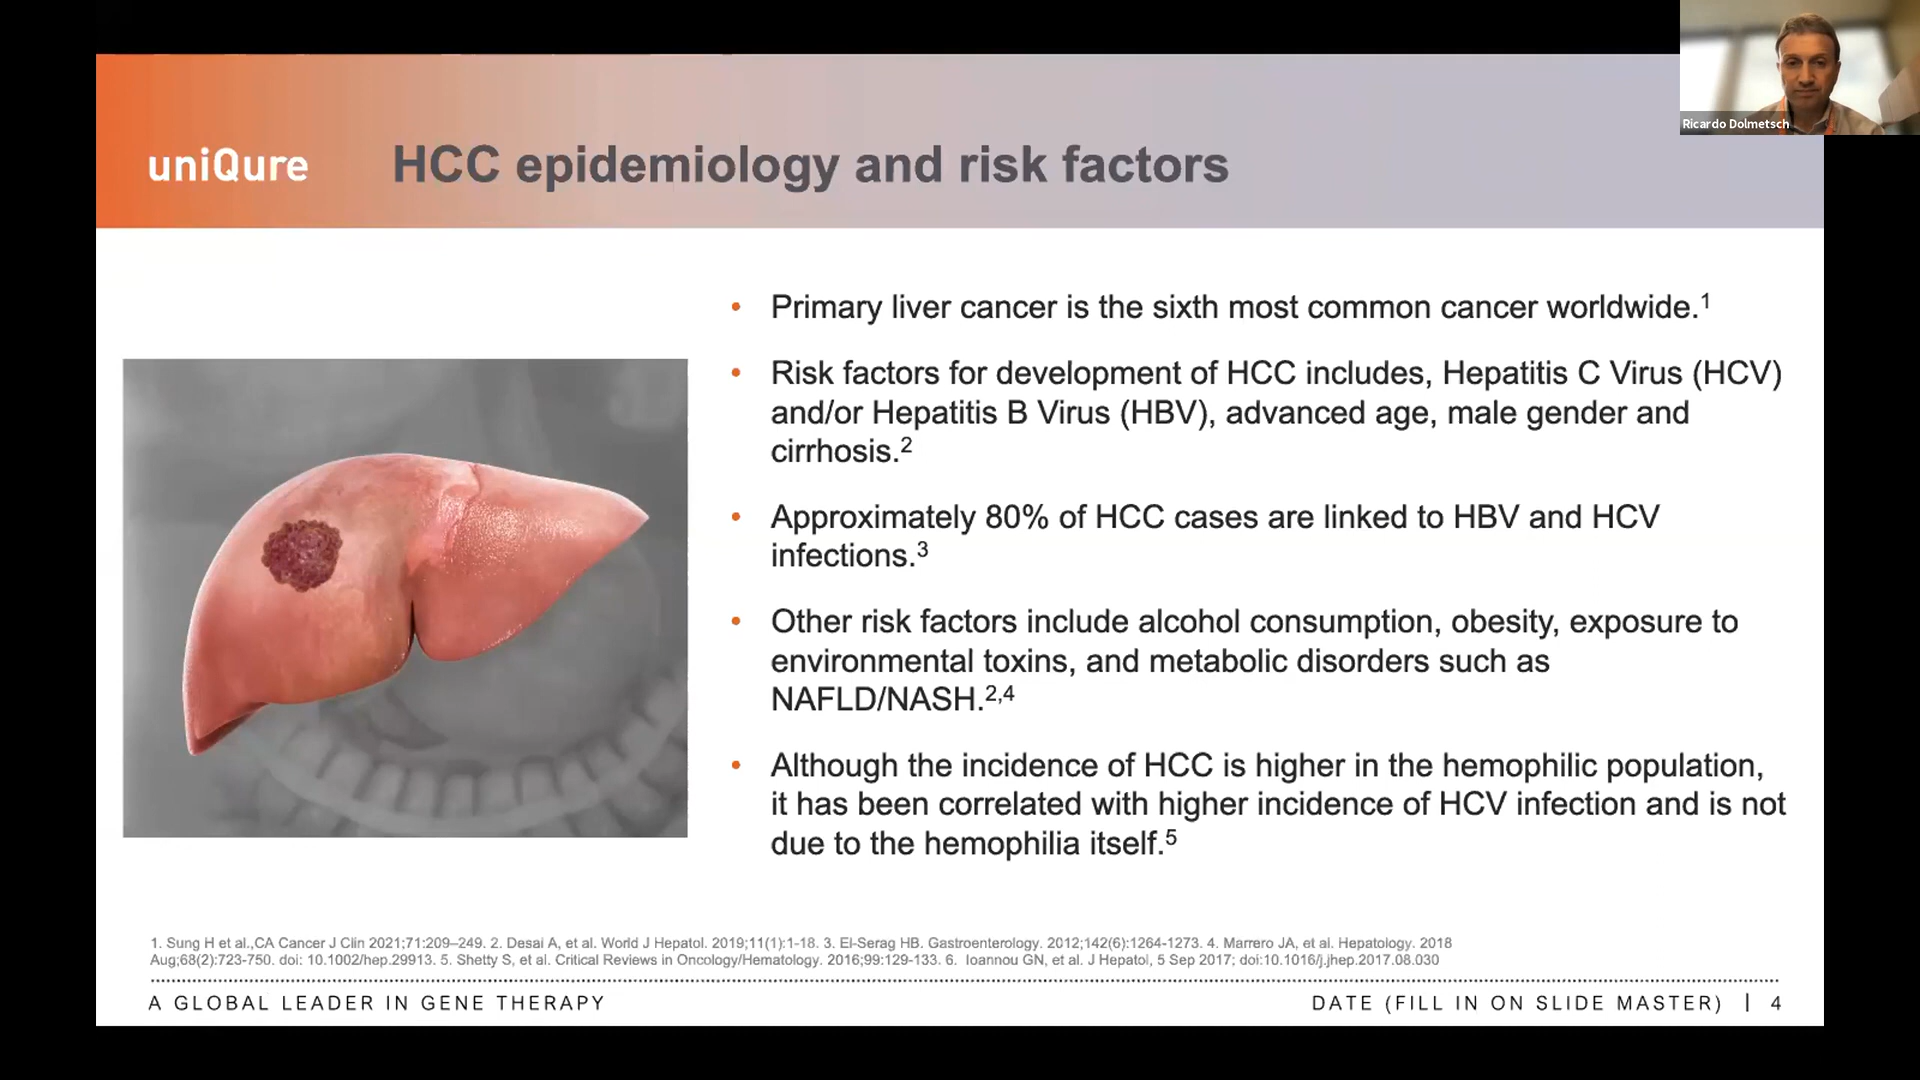 Ricardo Dolmetsch
uniQure
HCC epidemiology and risk factors
• Primary liver cancer is the sixth most common cancer worldwide.1
• Risk factors for development of HCC includes, Hepatitis C Virus (HCV)
and/or Hepatitis B Virus (HBV), advanced age, male gender and
cirrhosis.2
• Approximately 80% of HCC cases are linked to HBV and HCV
infections.3
• Other risk factors include alcohol consumption, obesity, exposure to
environmental toxins, and metabolic disorders such as
NAFLD/NASH.2,4
• Although the incidence of HCC is higher in the hemophilic population,
it has been correlated with higher incidence of HCV infection and is not
due to the hemophilia itself.5
1. Sung H et al.,CA Cancer J Clin 2021;71:209–249. 2. Desai A, et al. World J Hepatol. 2019;11(1):1-18. 3. El-Serag HB. Gastroenterology. 2012;142(6):1264-1273. 4. Marrero JA, et al. Hepatology. 2018
Aug;68(2):723-750. doi: 10.1002/hep.29913. 5. Shetty S, et al. Critical Reviews in Oncology/Hematology. 2016;99:129-133. 6. Ioannou GN, et al. J Hepatol, 5 Sep 2017; doi:10.1016/j.jhep.2017.08.030
A GLOBAL LEADER IN GENE THERAPY
DATE (FILL IN ON SLIDE MASTER) | 4